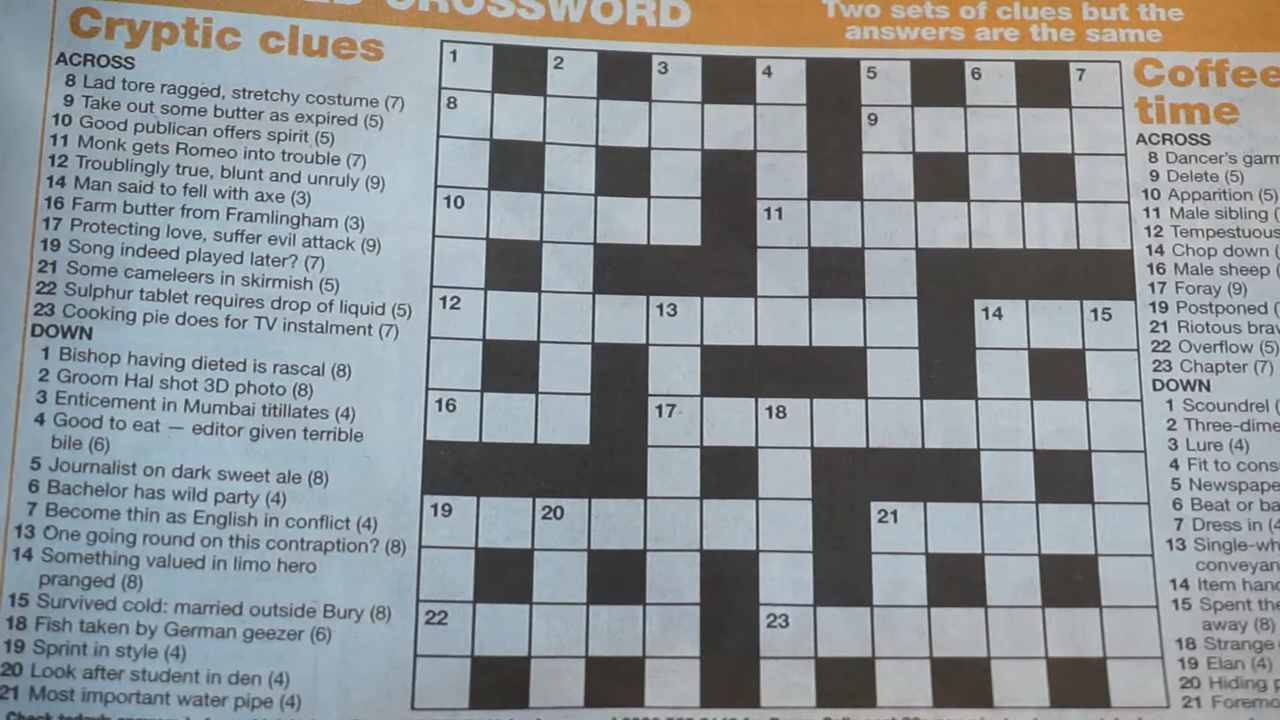 CROSSWORD
Two sets of clues but the
answers are the same
Cryptic clues
ACROSS
8 Lad tore ragged, stretchy costume (7)
9 Take out some butter as expired (5)
10 Good publican offers spirit (5)
11 Monk gets Romeo into trouble (7)
12 Troublingly true, blunt and unruly (9)
14 Man said to fell with axe (3)
16 Farm butter from Framlingham (3)
17 Protecting love, suffer evil attack (9)
19 Song indeed played later? (7)
21 Some cameleers in skirmish (5)
22 Sulphur tablet requires drop of liquid (5)
23 Cooking pie does for TV instalment (7)
DOWN
1 Bishop having dieted is rascal (8)
2 Groom Hal shot 3D photo (8)
3 Enticement in Mumbai titillates (4)
4 Good to eat — editor given terrible
bile (6)
5 Journalist on dark sweet ale (8)
6 Bachelor has wild party (4)
7 Become thin as English in conflict (4)
13 One going round on this contraption? (8)
14 Something valued in limo hero
pranged (8)
15 Survived cold: married outside Bury (8)
18 Fish taken by German geezer (6)
19 Sprint in style (4)
20 Look after student in den (4)
21 Most important water pipe (4)
1 2 3 4 5 6 7
8 9
10 11
12 13 14 15
16 17 18
19 20 21
22 23
Coffee
time
ACROSS
8 Dancer's
9 Delete (5)
10 Apparition (5)
11 Male sibling
12 Tempestuous
14 Chop down
16 Male sheep
17 Foray (9)
19 Postponed
21 Riotous
22 Overflow (5)
23 Chapter (7)
DOWN
1 Scoundrel
2
3 Lure (4)
4 Fit to
5
6 Beat or
7 Dress in
13
14 Item
15 Spent
away (8)
18 Strange
19 Elan (4)
20 Hiding
21